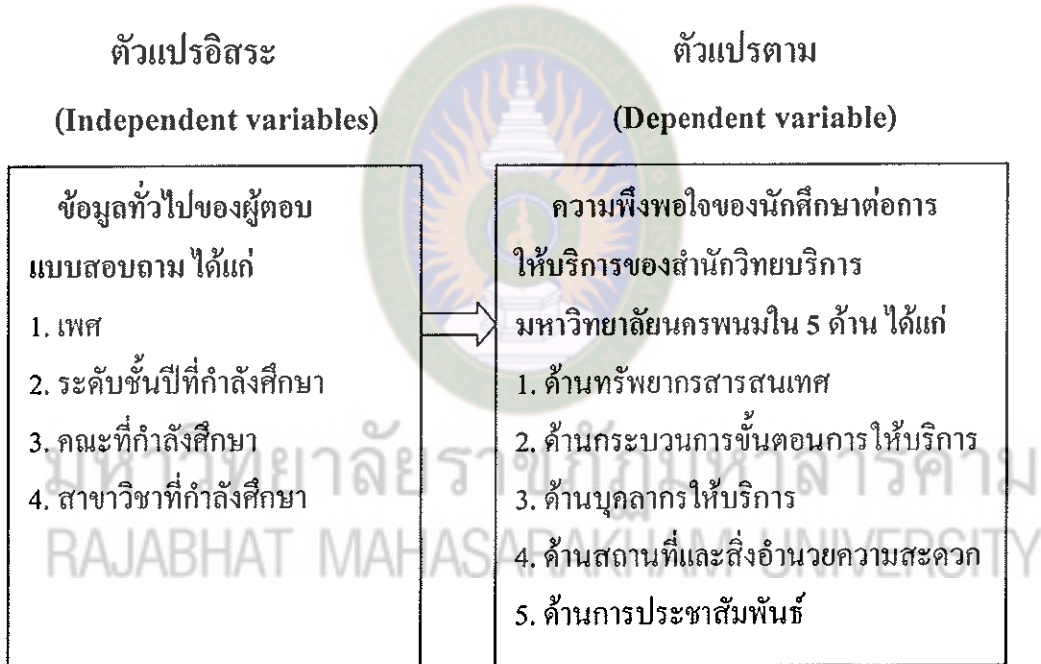 ตัวแปรอิสระ
(Independent variables)
ตัวแปรตาม
(Dependent variable)
ข้อมูลทั่วไปของผู้ตอบ
แบบสอบถาม ได้แก่
1. เพศ
2. ระดับชั้นปีที่กำลังศึกษา
3. คณะที่กำลังศึกษา
4. สาขาวิชาที่กำลังศึกษา
ความพึงพอใจของนักศึกษาต่อการ
ให้บริการของสำนักวิทยบริการ
มหาวิทยาลัยนครพนมใน 5 ด้าน ได้แก่
1. ด้านทรัพยากรสารสนเทศ
2. ด้านกระบวนการขั้นตอนการให้บริการ
3. ด้านบุคลากรให้บริการ
4. ด้านสถานที่และสิ่งอำนวยความสะดวก
5. ด้านการประชาสัมพันธ์
มหาวิทยาลัยราชภัฏมหาสารคาม
RAJABHAT MAHASARAKHAM UNIVERSITY